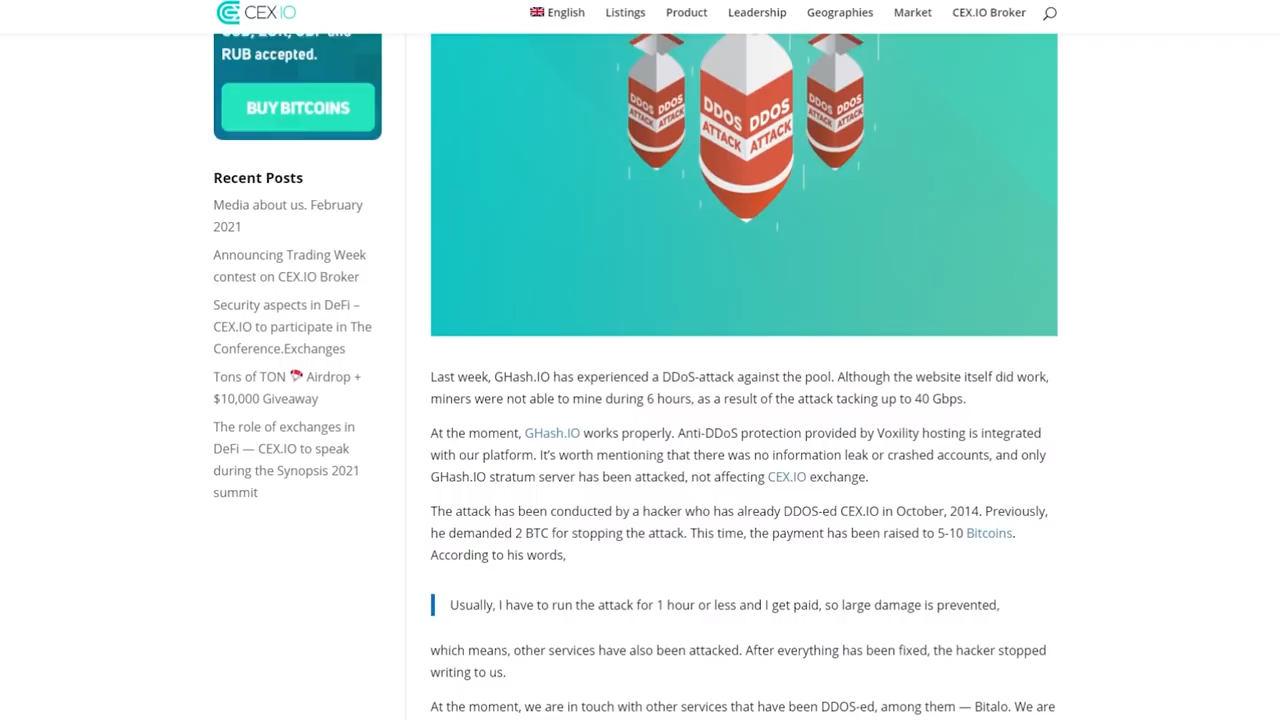 CEX.IO
English Listings Product Leadership Geographies Market CEX.IO Broker
RUB accepted.
BUY BITCOINS
Recent Posts
Media about us. February
2021
Announcing Trading Week
contest on CEX.IO Broker
Security aspects in DeFi –
CEX.IO to participate in The
Conference.Exchanges
Tons of TON Airdrop +
$10,000 Giveaway
The role of exchanges in
DeFi — CEX.IO to speak
during the Synopsis 2021
summit
DDOS DDOS
ATTACK ATTACK
DDOS DDOS
ATTACK ATTACK
DDOS DDOS
ATTACK ATTACK
Last week, GHash.IO has experienced a DDoS-attack against the pool. Although the website itself did work,
miners were not able to mine during 6 hours, as a result of the attack tacking up to 40 Gbps.
At the moment, GHash.IO works properly. Anti-DDoS protection provided by Voxility hosting is integrated
with our platform. It’s worth mentioning that there was no information leak or crashed accounts, and only
GHash.IO stratum server has been attacked, not affecting CEX.IO exchange.
The attack has been conducted by a hacker who has already DDOS-ed CEX.IO in October, 2014. Previously,
he demanded 2 BTC for stopping the attack. This time, the payment has been raised to 5-10 Bitcoins.
According to his words,
Usually, I have to run the attack for 1 hour or less and I get paid, so large damage is prevented,
which means, other services have also been attacked. After everything has been fixed, the hacker stopped
writing to us.
At the moment, we are in touch with other services that have been DDOS-ed, among them — Bitalo. We are